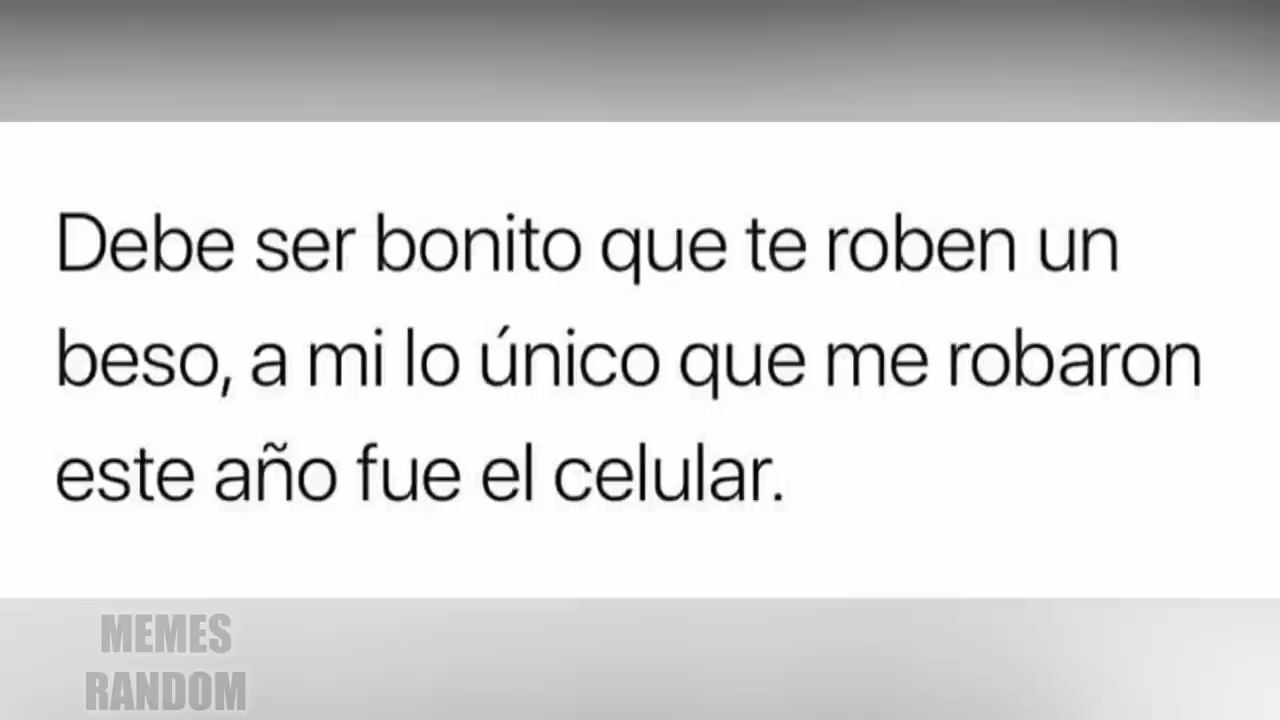 Debe ser bonito que te roben un
beso, a mi lo único que me robaron
este año fue el celular.
MEMES
RANDOM